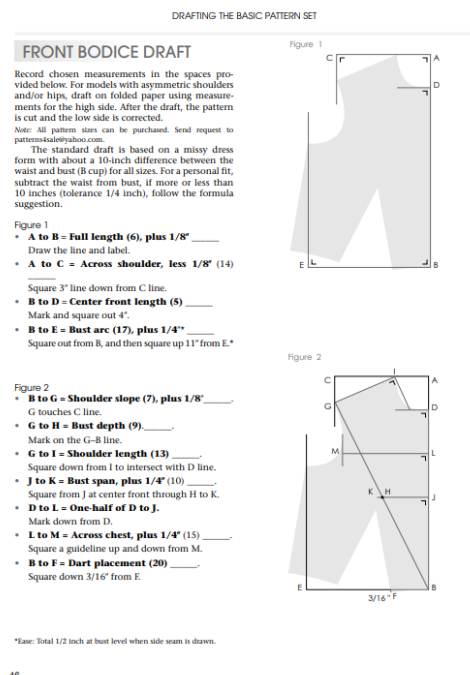 DRAFTING THE BASIC PATTERN SET
FRONT BODICE DRAFT
Record chosen measurements in the spaces pro-
vided below. For models with asymmetric shoulders
and/or hips, draft on folded paper using measure-
ments for the high side. After the draft, the pattern
is cut and the low side is corrected.
Note: All pattern sizes can be purchased. Send request to
patterns4sale@yahoo.com.
The standard draft is based on a missy dress
form with about a 10-inch difference between the
waist and bust (B cup) for all sizes. For a personal fit,
subtract the waist from bust, if more or less than
10 inches (tolerance 1/4 inch), follow the formula
suggestion.
Figure 1
• A to B = Full length (6), plus 1/8" _____
Draw the line and label.
• A to C = Across shoulder, less 1/8" (14)
_____
Square 3" line down from C line.
• B to D = Center front length (5) _____
Mark and square out 4".
• B to E = Bust arc (17), plus 1/4"* _____
Square out from B, and then square up 11" from E.*
Figure 2
• B to G = Shoulder slope (7), plus 1/8"_____.
G touches C line.
• G to H = Bust depth (9)._____.
Mark on the G–B line.
• G to I = Shoulder length (13) _____.
Square down from I to intersect with D line.
• J to K = Bust span, plus 1/4" (10) _____.
Square from J at center front through H to K.
• D to L = One-half of D to J.
Mark down from D.
• L to M = Across chest, plus 1/4" (15) _____.
Square a guideline up and down from M.
• B to F = Dart placement (20) _____.
Square down 3/16" from F.
*Ease: Total 1/2 inch at bust level when side seam is drawn.
Figure 1
C
A
D
E
B
Figure 2
I
C
A
G
D
M
L
K
H
J
E
B
3/16" F